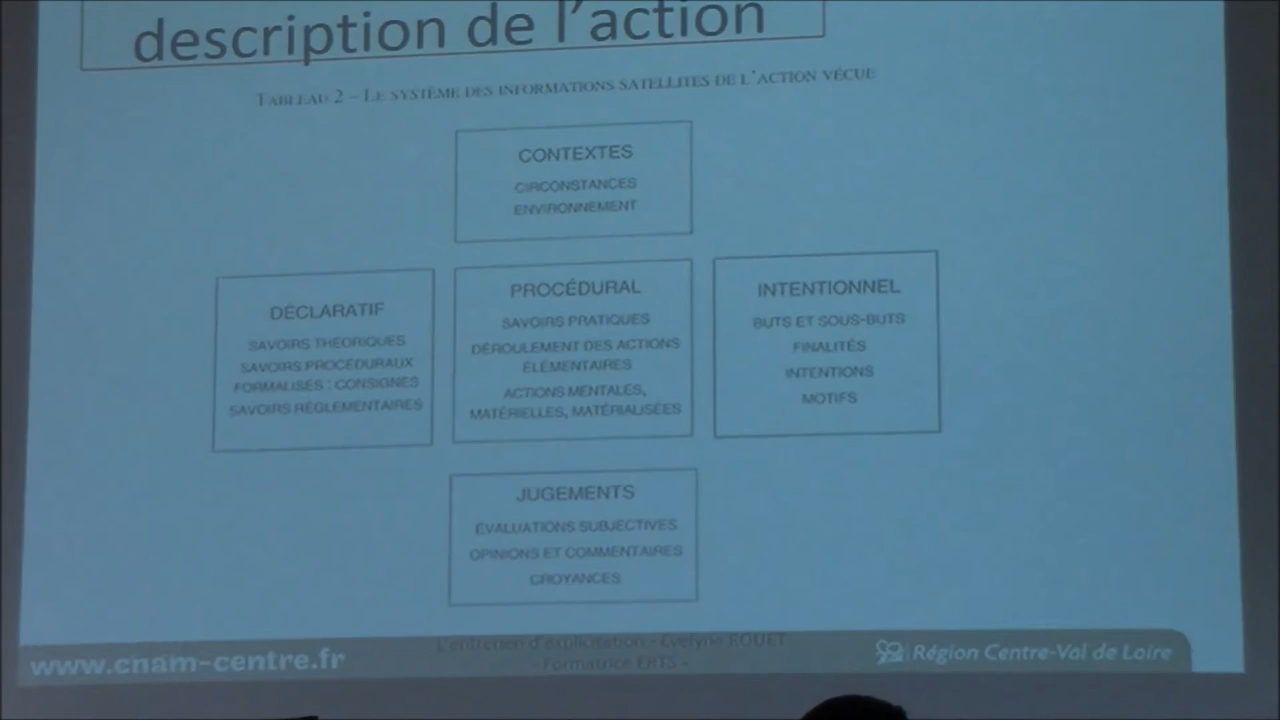 description de l'action
TABLEAU 2 – LE SYSTÈME DES INFORMATIONS SATELLITES DE L'ACTION VÉCUE
CONTEXTES
CIRCONSTANCES
ENVIRONNEMENT
DÉCLARATIF
SAVOIRS THÉORIQUES
SAVOIRS PROCÉDURAUX
FORMALISÉS : CONSIGNES
SAVOIRS RÉGLEMENTAIRES
PROCÉDURAL
SAVOIRS PRATIQUES
DÉROULEMENT DES ACTIONS
ÉLÉMENTAIRES
ACTIONS MENTALES,
MATÉRIELLES, MATÉRIALISÉES
INTENTIONNEL
BUTS ET SOUS-BUTS
FINALITÉS
INTENTIONS
MOTIFS
JUGEMENTS
ÉVALUATIONS SUBJECTIVES
OPINIONS ET COMMENTAIRES
CROYANCES
www.cnam-centre.fr
L'entretien d'explicitation - Evelyne ROUET
- Formatrice ERTS -
Région Centre-Val de Loire